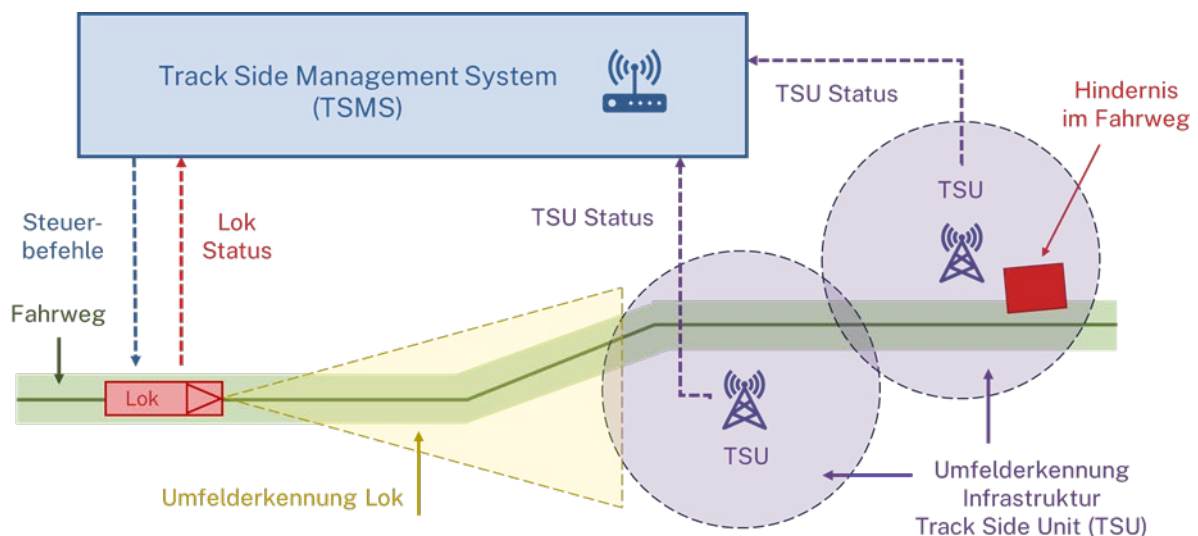 Track Side Management System
(TSMS)
TSU Status
Hindernis
im Fahrweg
TSU
Steuer-
befehle
Lok
Status
TSU Status
Fahrweg
Lok
TSU
Umfelderkennung Lok
Umfelderkennung
Infrastruktur
Track Side Unit (TSU)